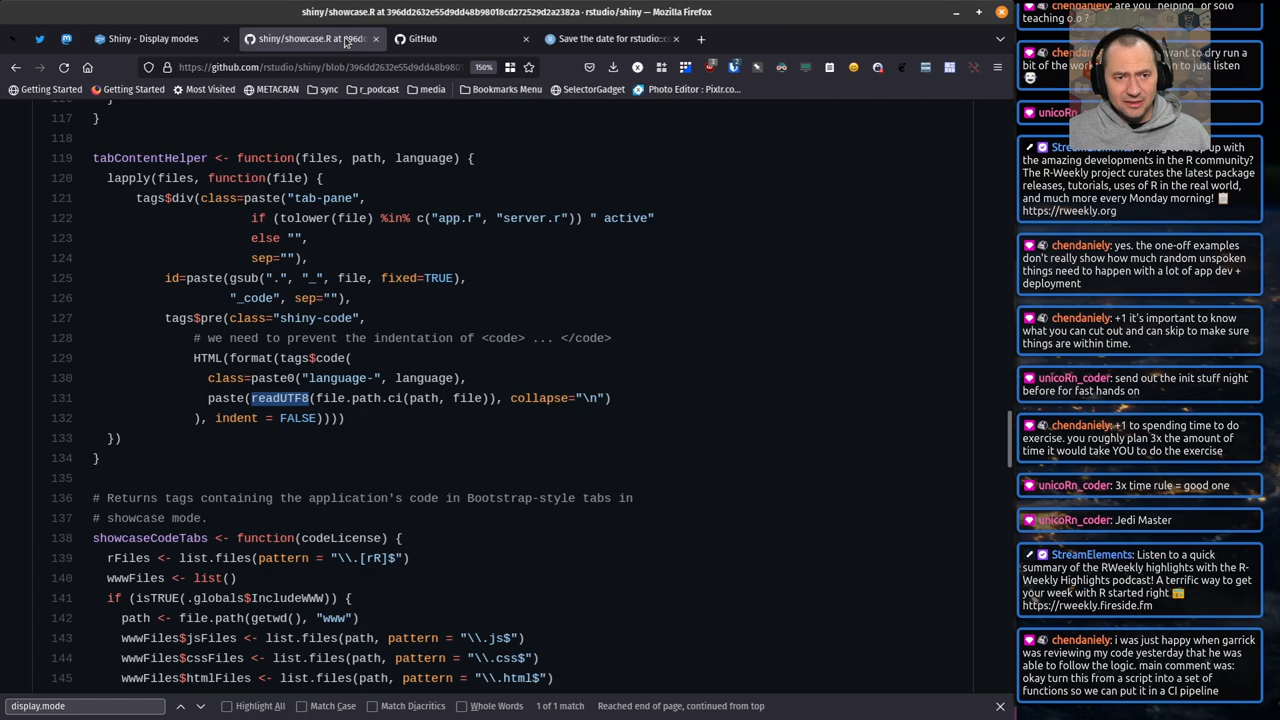 shiny/showcase.R at 396dd2632e55d9dd48b98018cd272529d2a2382a · rstudio/shiny — Mozilla Firefox
Shiny - Display modes
shiny/showcase.R at
GitHub
Save the date for rstudio::co
https://github.com/rstudio/shiny
32e55d9dd48b980
150%
Getting Started
Getting Started
Most Visited
METACRAN
sync
r_podcast
media
Bookmarks Menu
SelectorGadget
Photo Editor : Pixlr.co...
117 }
118
119 tabContentHelper <- function(files, path, language) {
120 lapply(files, function(file) {
121 tags$div(class=paste("tab-pane",
122 if (tolower(file) %in% c("app.r", "server.r")) " active"
123 else "",
124 sep=""),
125 id=paste(gsub(".", "_", file, fixed=TRUE),
126 "_code", sep=""),
127 tags$pre(class="shiny-code",
128 # we need to prevent the indentation of <code> ... </code>
129 HTML(format(tags$code(
130 class=paste0("language-", language),
131 paste(readUTF8(file.path.ci(path, file)), collapse="\n")
132 ), indent = FALSE))))
133 })
134 }
135
136 # Returns tags containing the application's code in Bootstrap-style tabs in
137 # showcase mode.
138 showcaseCodeTabs <- function(codeLicense) {
139 rFiles <- list.files(pattern = "\\.[rR]$")
140 wwwFiles <- list()
141 if (isTRUE(.globals$IncludeWWW)) {
142 path <- file.path(getwd(), "www")
143 wwwFiles$jsFiles <- list.files(path, pattern = "\\.js$")
144 wwwFiles$cssFiles <- list.files(path, pattern = "\\.css$")
145 wwwFiles$htmlFiles <- list.files(path, pattern = "\\.html$")
display.mode
Highlight All
Match Case
Match Diacritics
Whole Words
1 of 1 match
Reached end of page, continued from top
chendaniely: are you "helping" or solo
teaching o.o ?
chendaniely:
want to dry run a
bit of the
to just listen
unicoRn_
StreamElements: Trying to keep up with
the amazing developments in the R community?
The R-Weekly project curates the latest package
releases, tutorials, uses of R in the real world,
and much more every Monday morning! 📋
https://rweekly.org
chendaniely: yes. the one-off examples
don't really show how much random unspoken
things need to happen with a lot of app dev +
deployment
chendaniely: +1 it's important to know
what you can cut out and can skip to make sure
things are within time.
unicoRn_coder: send out the init stuff night
before for hands on
chendaniely: +1 to spending time to do
exercise. you roughly plan 3x the amount of
time it would take YOU to do the exercise
unicoRn_coder: 3x time rule = good one
unicoRn_coder: Jedi Master
StreamElements: Listen to a quick
summary of the RWeekly highlights with the R-
Weekly Highlights podcast! A terrific way to get
your week with R started right
https://rweekly.fireside.fm
chendaniely: i was just happy when garrick
was reviewing my code yesterday that he was
able to follow the logic. main comment was:
okay turn this from a script into a set of
functions so we can put it in a CI pipeline